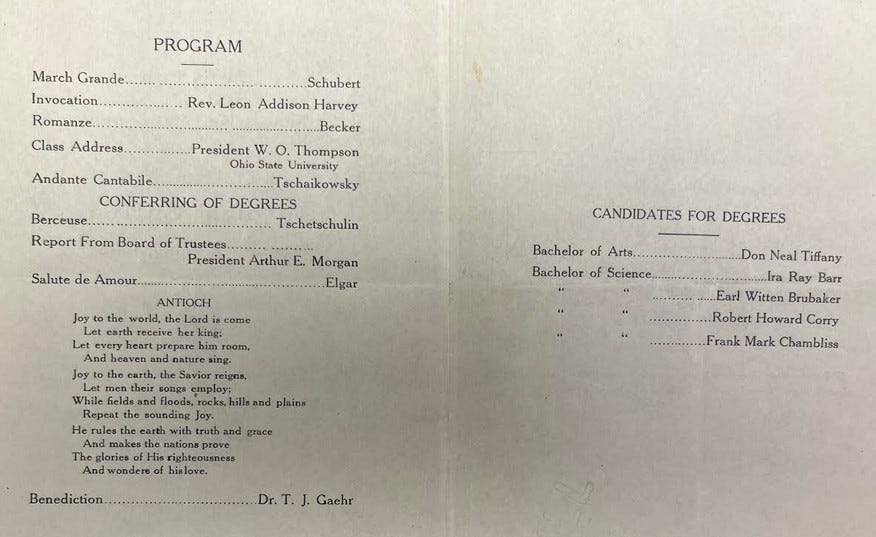 PROGRAM
March Grande....... ........................ ............Schubert
Invocation.................. Rev. Leon Addison Harvey
Romanze................................... ........................Becker
Class Address................President W. O. Thompson
Ohio State University
Andante Cantabile...............................Tschaikowsky
CONFERRING OF DEGREES
Berceuse........................................ Tschetschulin
Report From Board of Trustees......... ...........
President Arthur E. Morgan
Salute de Amour................................................Elgar
ANTIOCH
Joy to the world, the Lord is come
Let earth receive her king;
Let every heart prepare him room,
And heaven and nature sing.
Joy to the earth, the Savior reigns,
Let men their songs employ;
While fields and floods, rocks, hills and plains
Repeat the sounding Joy.
He rules the earth with truth and grace
And makes the nations prove
The glories of His righteousness
And wonders of his love.
Benediction...................................Dr. T. J. Gaehr
CANDIDATES FOR DEGREES
Bachelor of Arts.........................Don Neal Tiffany
Bachelor of Science...........................Ira Ray Barr
“ “ .......... ......Earl Witten Brubaker
“ “ ...............Robert Howard Corry
“ “ .............Frank Mark Chambliss